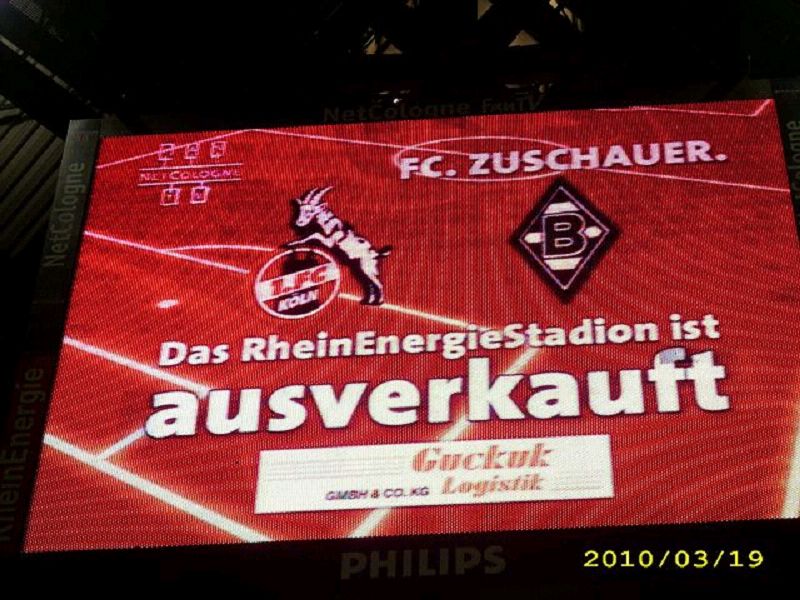 NetCologne FanTV
NETCOLOGNE
FC. ZUSCHAUER.
NetCologne
1.FC
KÖLN
B
Das RheinEnergieStadion ist
ausverkauft
Guckuk
GMBH & CO. KG Logistik
RheinEnergie
PHILIPS
2010/03/19